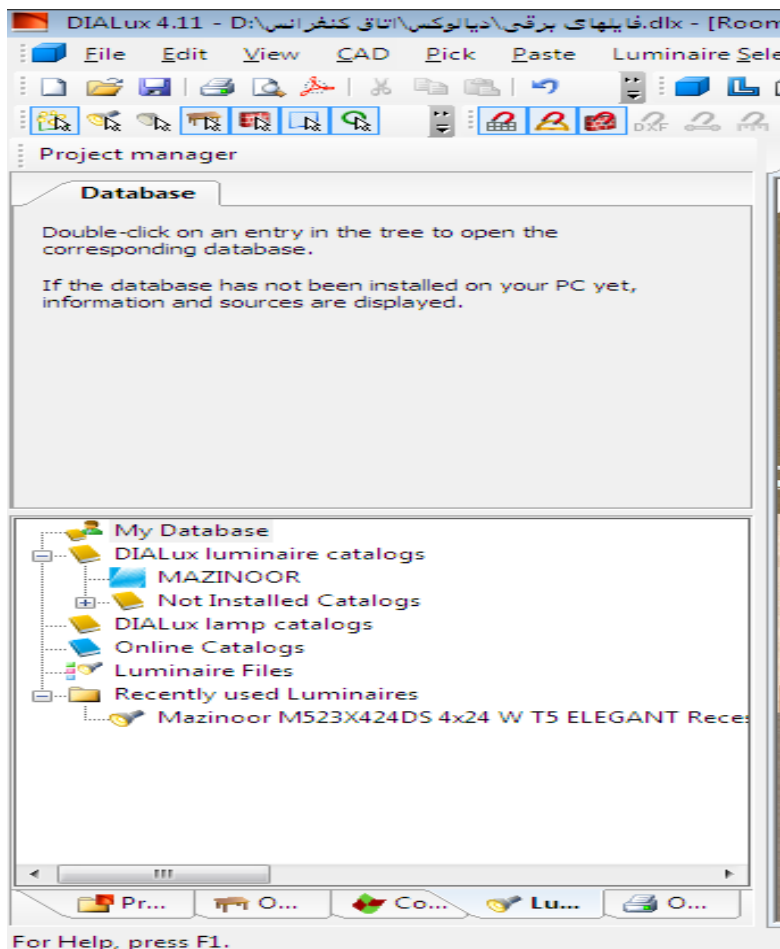 DIALux 4.11 - D:\فایلهای برقی\دیالوکس\اتاق کنفرانس.dlx - [Room
File Edit View CAD Pick Paste Luminaire Sele
DXF
Project manager
Database
Double-click on an entry in the tree to open the
corresponding database.
If the database has not been installed on your PC yet,
information and sources are displayed.
My Database
DIALux luminaire catalogs
MAZINOOR
Not Installed Catalogs
DIALux lamp catalogs
Online Catalogs
Luminaire Files
Recently used Luminaires
Mazinoor M523X424DS 4x24 W T5 ELEGANT Reces
Pr... O... Co... Lu... O...
For Help, press F1.